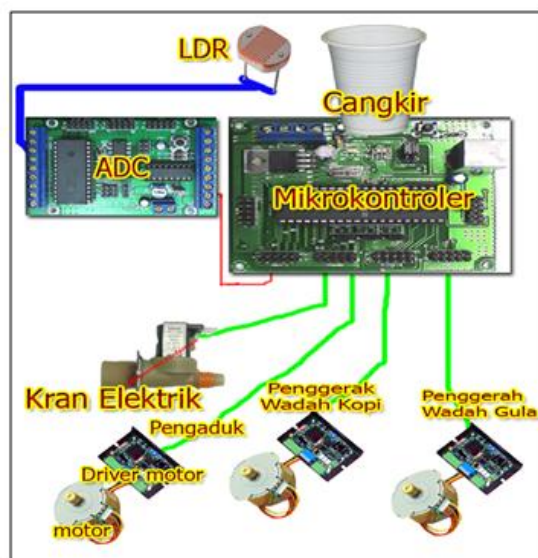 LDR
Cangkir
ADC
Mikrokontroler
Kran Elektrik
Pengaduk
Penggerak
Wadah Kopi
Penggerah
Wadah Gula
Driver motor
motor